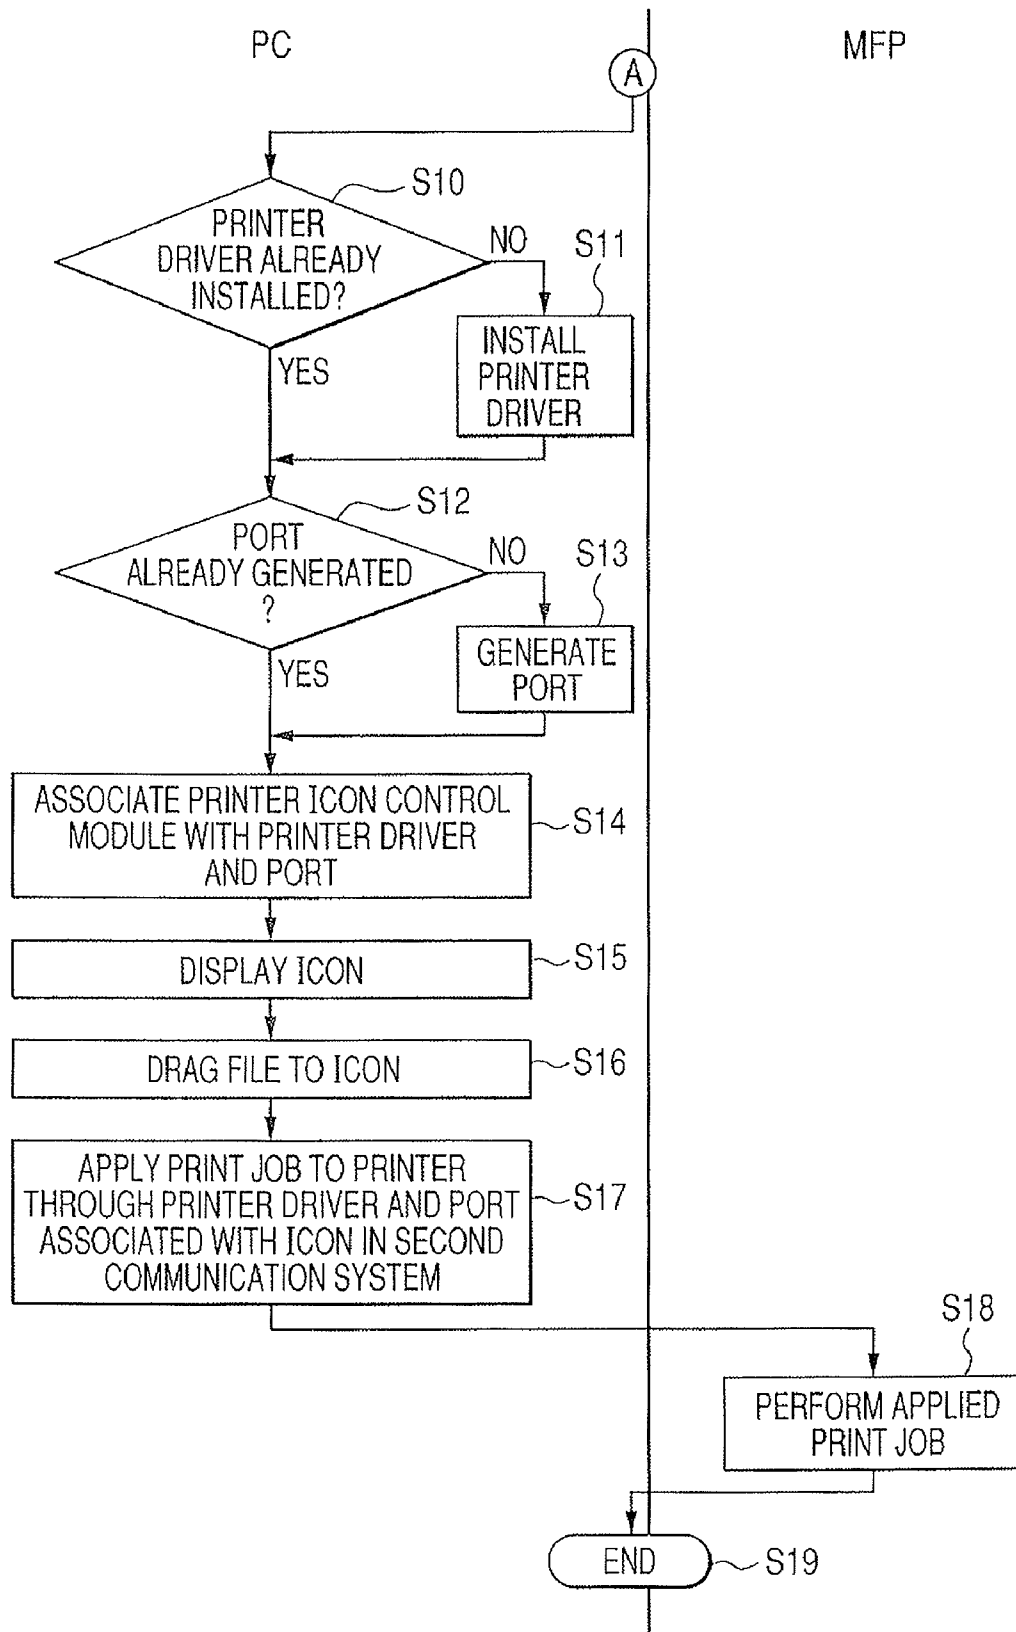 PC
MFP
A
S10
PRINTER
DRIVER ALREADY
INSTALLED?
NO
S11
INSTALL
PRINTER
DRIVER
YES
S12
PORT
ALREADY GENERATED
?
NO
S13
GENERATE
PORT
YES
ASSOCIATE PRINTER ICON CONTROL
MODULE WITH PRINTER DRIVER
AND PORT
S14
DISPLAY ICON
S15
DRAG FILE TO ICON
S16
APPLY PRINT JOB TO PRINTER
THROUGH PRINTER DRIVER AND PORT
ASSOCIATED WITH ICON IN SECOND
COMMUNICATION SYSTEM
S17
S18
PERFORM APPLIED
PRINT JOB
END
S19